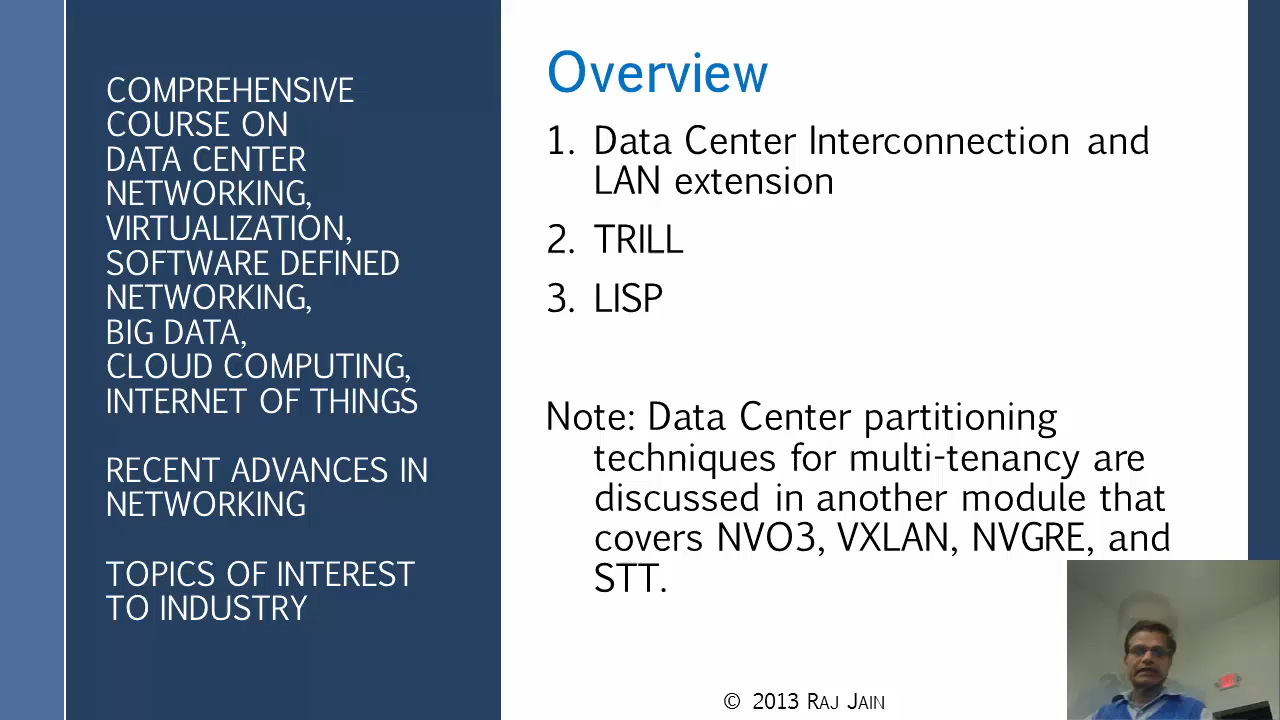 COMPREHENSIVE
COURSE ON
DATA CENTER
NETWORKING,
VIRTUALIZATION,
SOFTWARE DEFINED
NETWORKING,
BIG DATA,
CLOUD COMPUTING,
INTERNET OF THINGS
RECENT ADVANCES IN
NETWORKING
TOPICS OF INTEREST
TO INDUSTRY
Overview
1. Data Center Interconnection and
LAN extension
2. TRILL
3. LISP
Note: Data Center partitioning
techniques for multi-tenancy are
discussed in another module that
covers NVO3, VXLAN, NVGRE, and
STT.
© 2013 RAJ JAIN